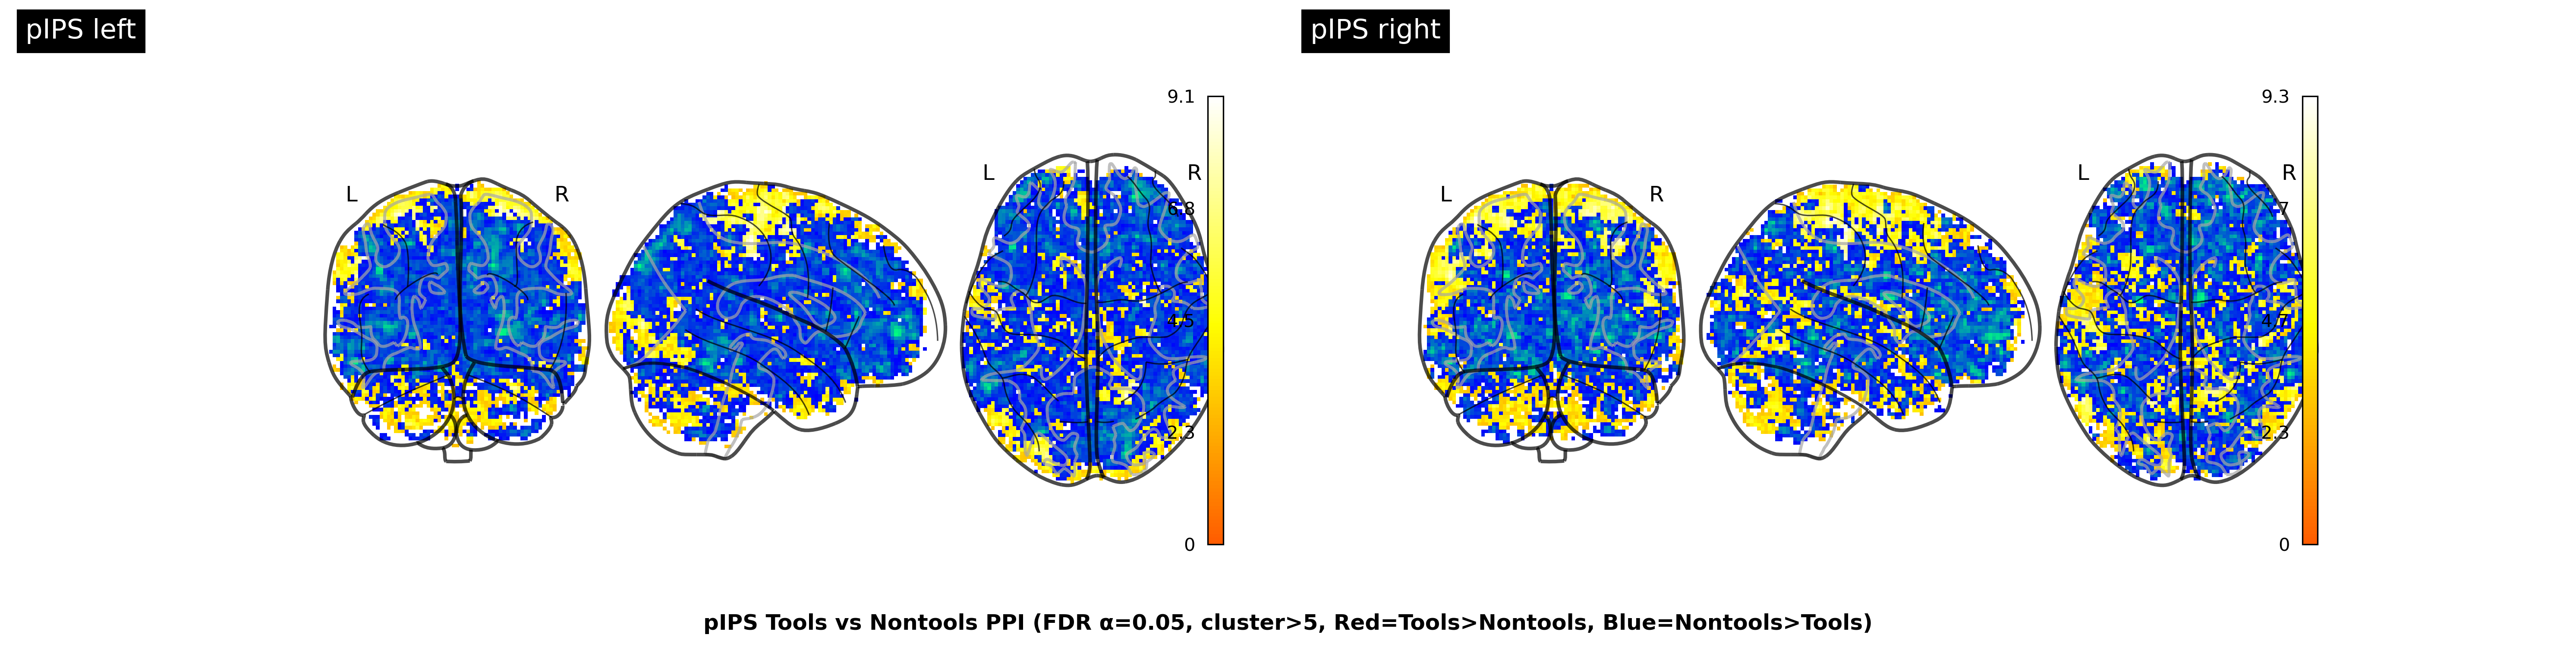 pIPS left
pIPS right
9.1
L R
L R
6.8
4.5
2.3
0
9.3
L R
L R
7
4.
2.3
0
pIPS Tools vs Nontools PPI (FDR α=0.05, cluster>5, Red=Tools>Nontools, Blue=Nontools>Tools)